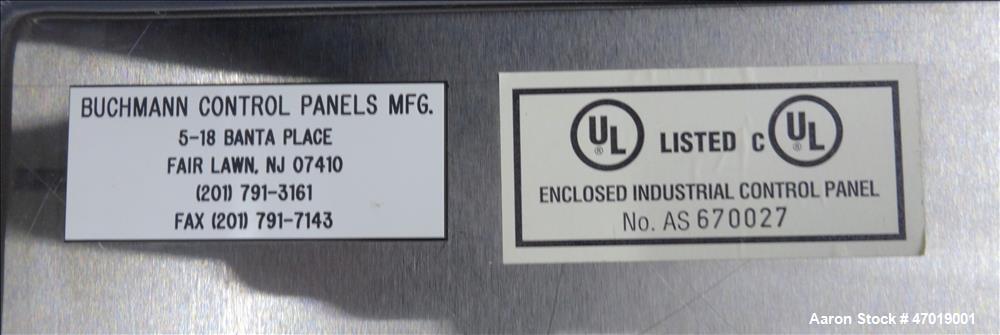 BUCHMANN CONTROL PANELS MFG.
5-18 BANTA PLACE
FAIR LAWN, NJ 07410
(201) 791-3161
FAX (201) 791-7143
UL ® LISTED C UL ®
ENCLOSED INDUSTRIAL CONTROL PANEL
No. AS 670027
Aaron Stock # 47019001